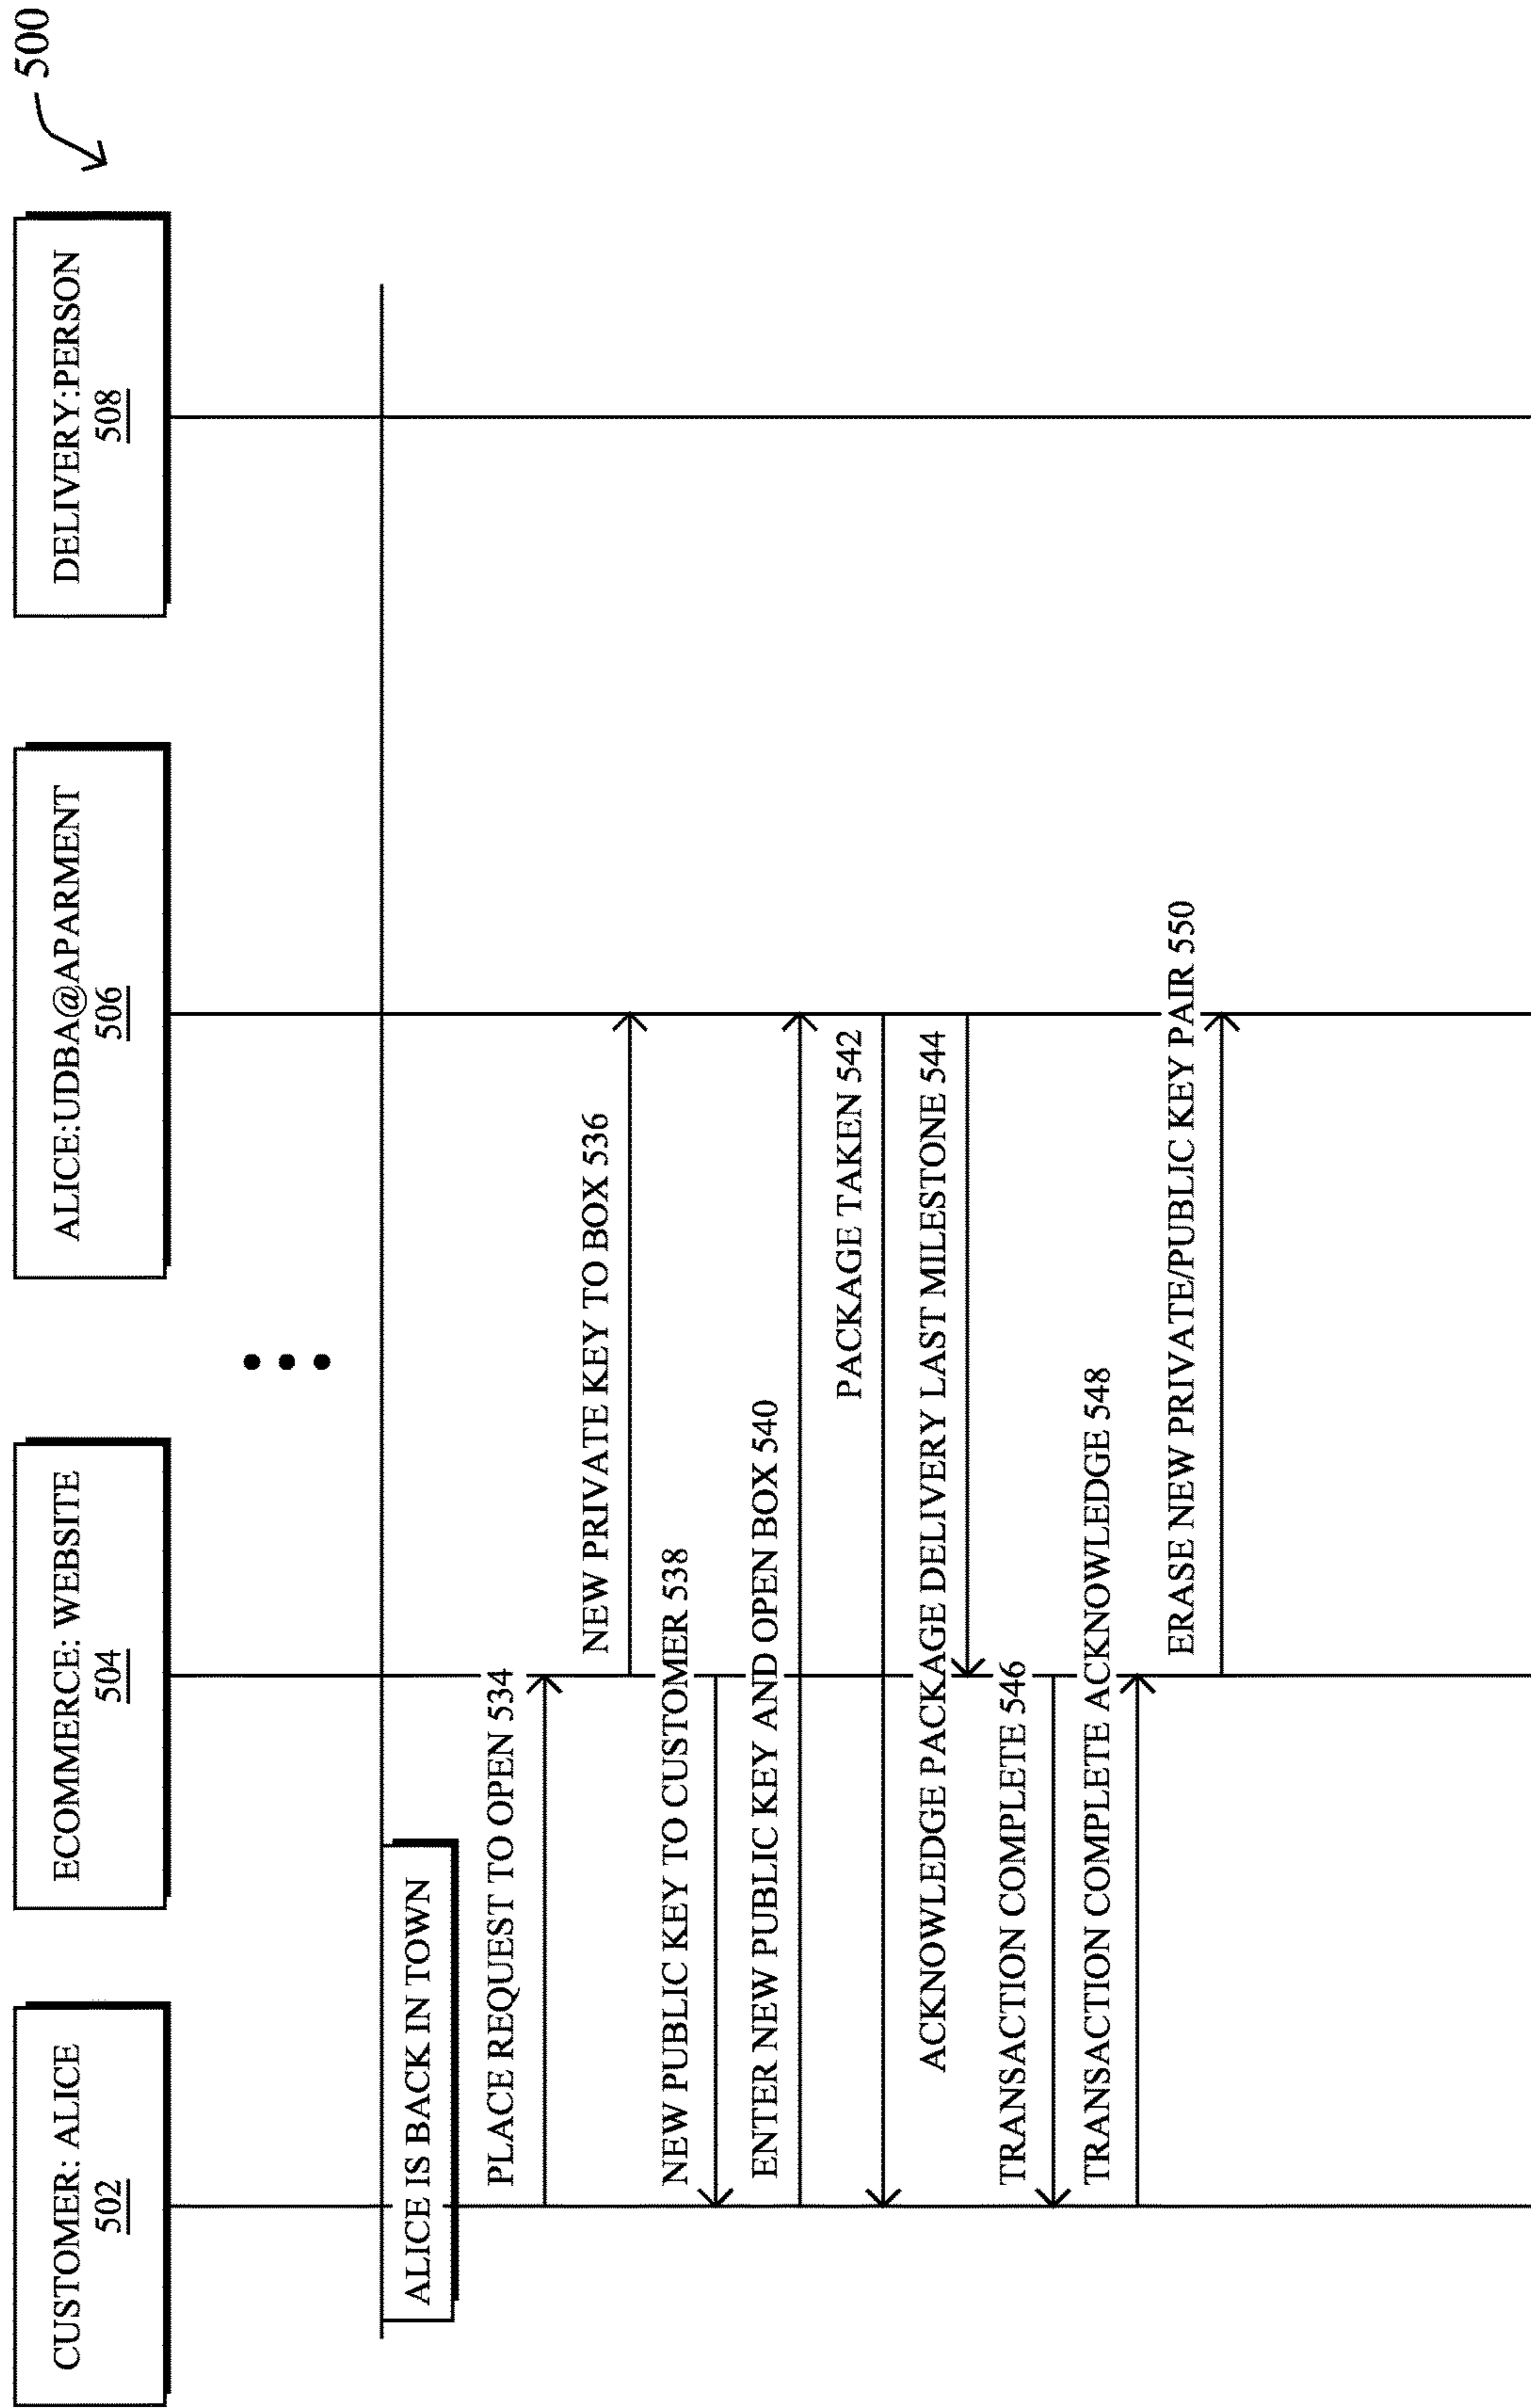 500
CUSTOMER: ALICE
502
ECOMMERCE: WEBSITE
504
ALICE:UDBA@APARMENT
506
DELIVERY:PERSON
508
ALICE IS BACK IN TOWN
PLACE REQUEST TO OPEN 534
NEW PRIVATE KEY TO BOX 536
NEW PUBLIC KEY TO CUSTOMER 538
ENTER NEW PUBLIC KEY AND OPEN BOX 540
PACKAGE TAKEN 542
ACKNOWLEDGE PACKAGE DELIVERY LAST MILESTONE 544
TRANSACTION COMPLETE 546
TRANSACTION COMPLETE ACKNOWLEDGE 548
ERASE NEW PRIVATE/PUBLIC KEY PAIR 550